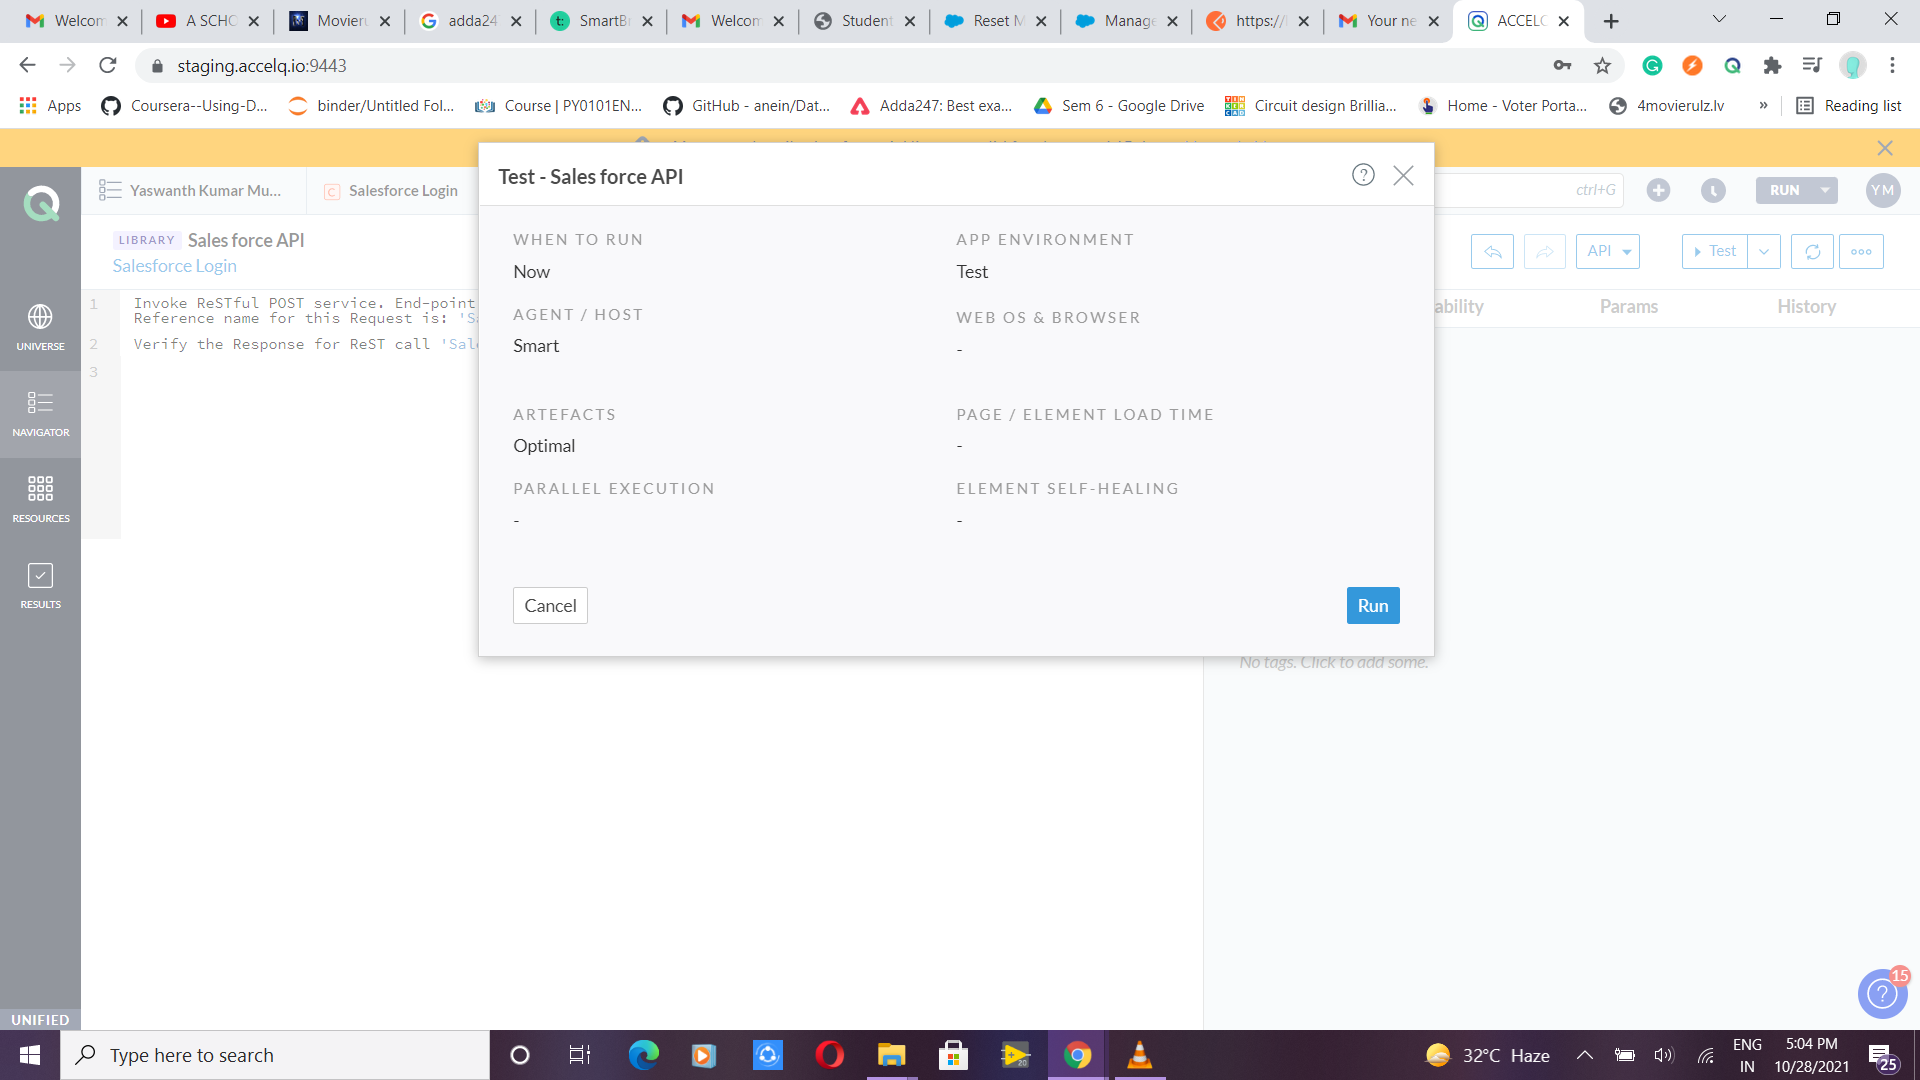 Welcom
A SCHO
Movieru
adda24
SmartBr
Welcom
Student
Reset M
Manage
https://
Your ne
ACCELC
staging.accelq.io:9443
Apps
Coursera--Using-D...
binder/Untitled Fol...
Course | PY0101EN...
GitHub - anein/Dat...
Adda247: Best exa...
Sem 6 - Google Drive
Circuit design Brillia...
Home - Voter Porta...
4movierulz.lv
»
Reading list
Yaswanth Kumar Mu...
C Salesforce Login
ctrl+G
RUN
YM
Test - Sales force API
LIBRARY Sales force API
Salesforce Login
API
Test
ability
Params
History
1 Invoke ReSTful POST service. End-point
Reference name for this Request is: 'Sa
2 Verify the Response for ReST call 'Sale
3
UNIVERSE
NAVIGATOR
RESOURCES
RESULTS
UNIFIED
WHEN TO RUN
Now
APP ENVIRONMENT
Test
AGENT / HOST
Smart
WEB OS & BROWSER
-
ARTEFACTS
Optimal
PAGE / ELEMENT LOAD TIME
-
PARALLEL EXECUTION
-
ELEMENT SELF-HEALING
-
Cancel
Run
No tags. Click to add some.
15
Type here to search
20
32°C Haze
ENG
IN
5:04 PM
10/28/2021
25